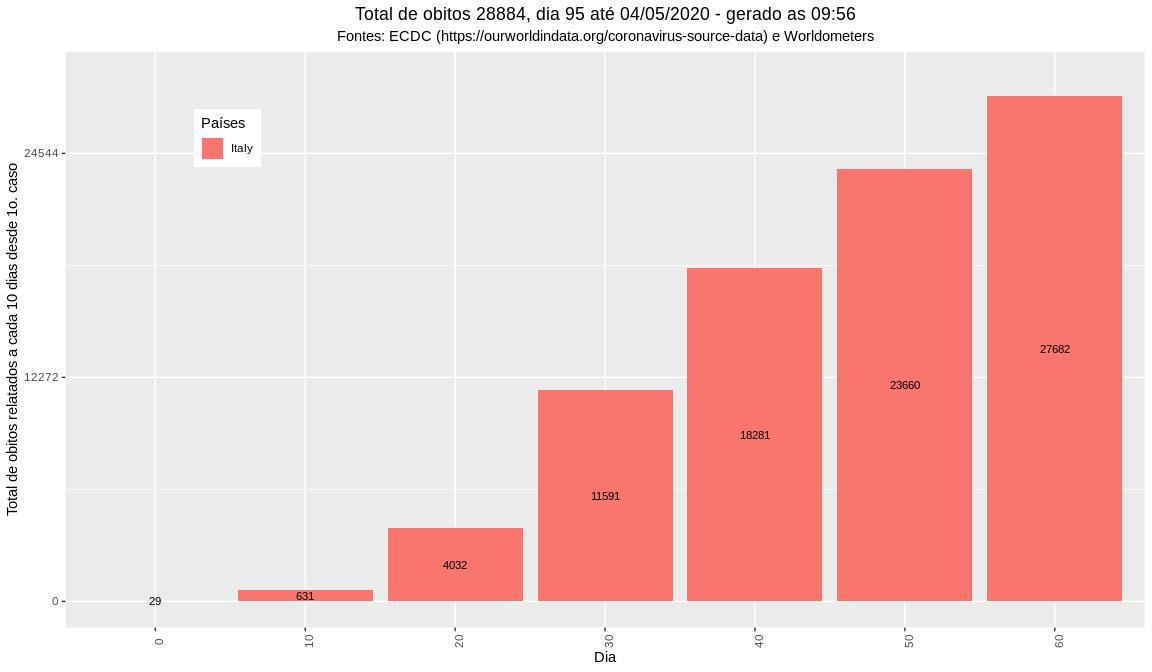 Total de obitos 28884, dia 95 até 04/05/2020 - gerado as 09:56
Fontes: ECDC (https://ourworldindata.org/coronavirus-source-data) e Worldometers
Total de obitos relatados a cada 10 dias desde 1o. caso
Países
Italy
24544
12272
0
29
631
4032
11591
18281
23660
27682
0
10
20
30
40
50
60
Dia